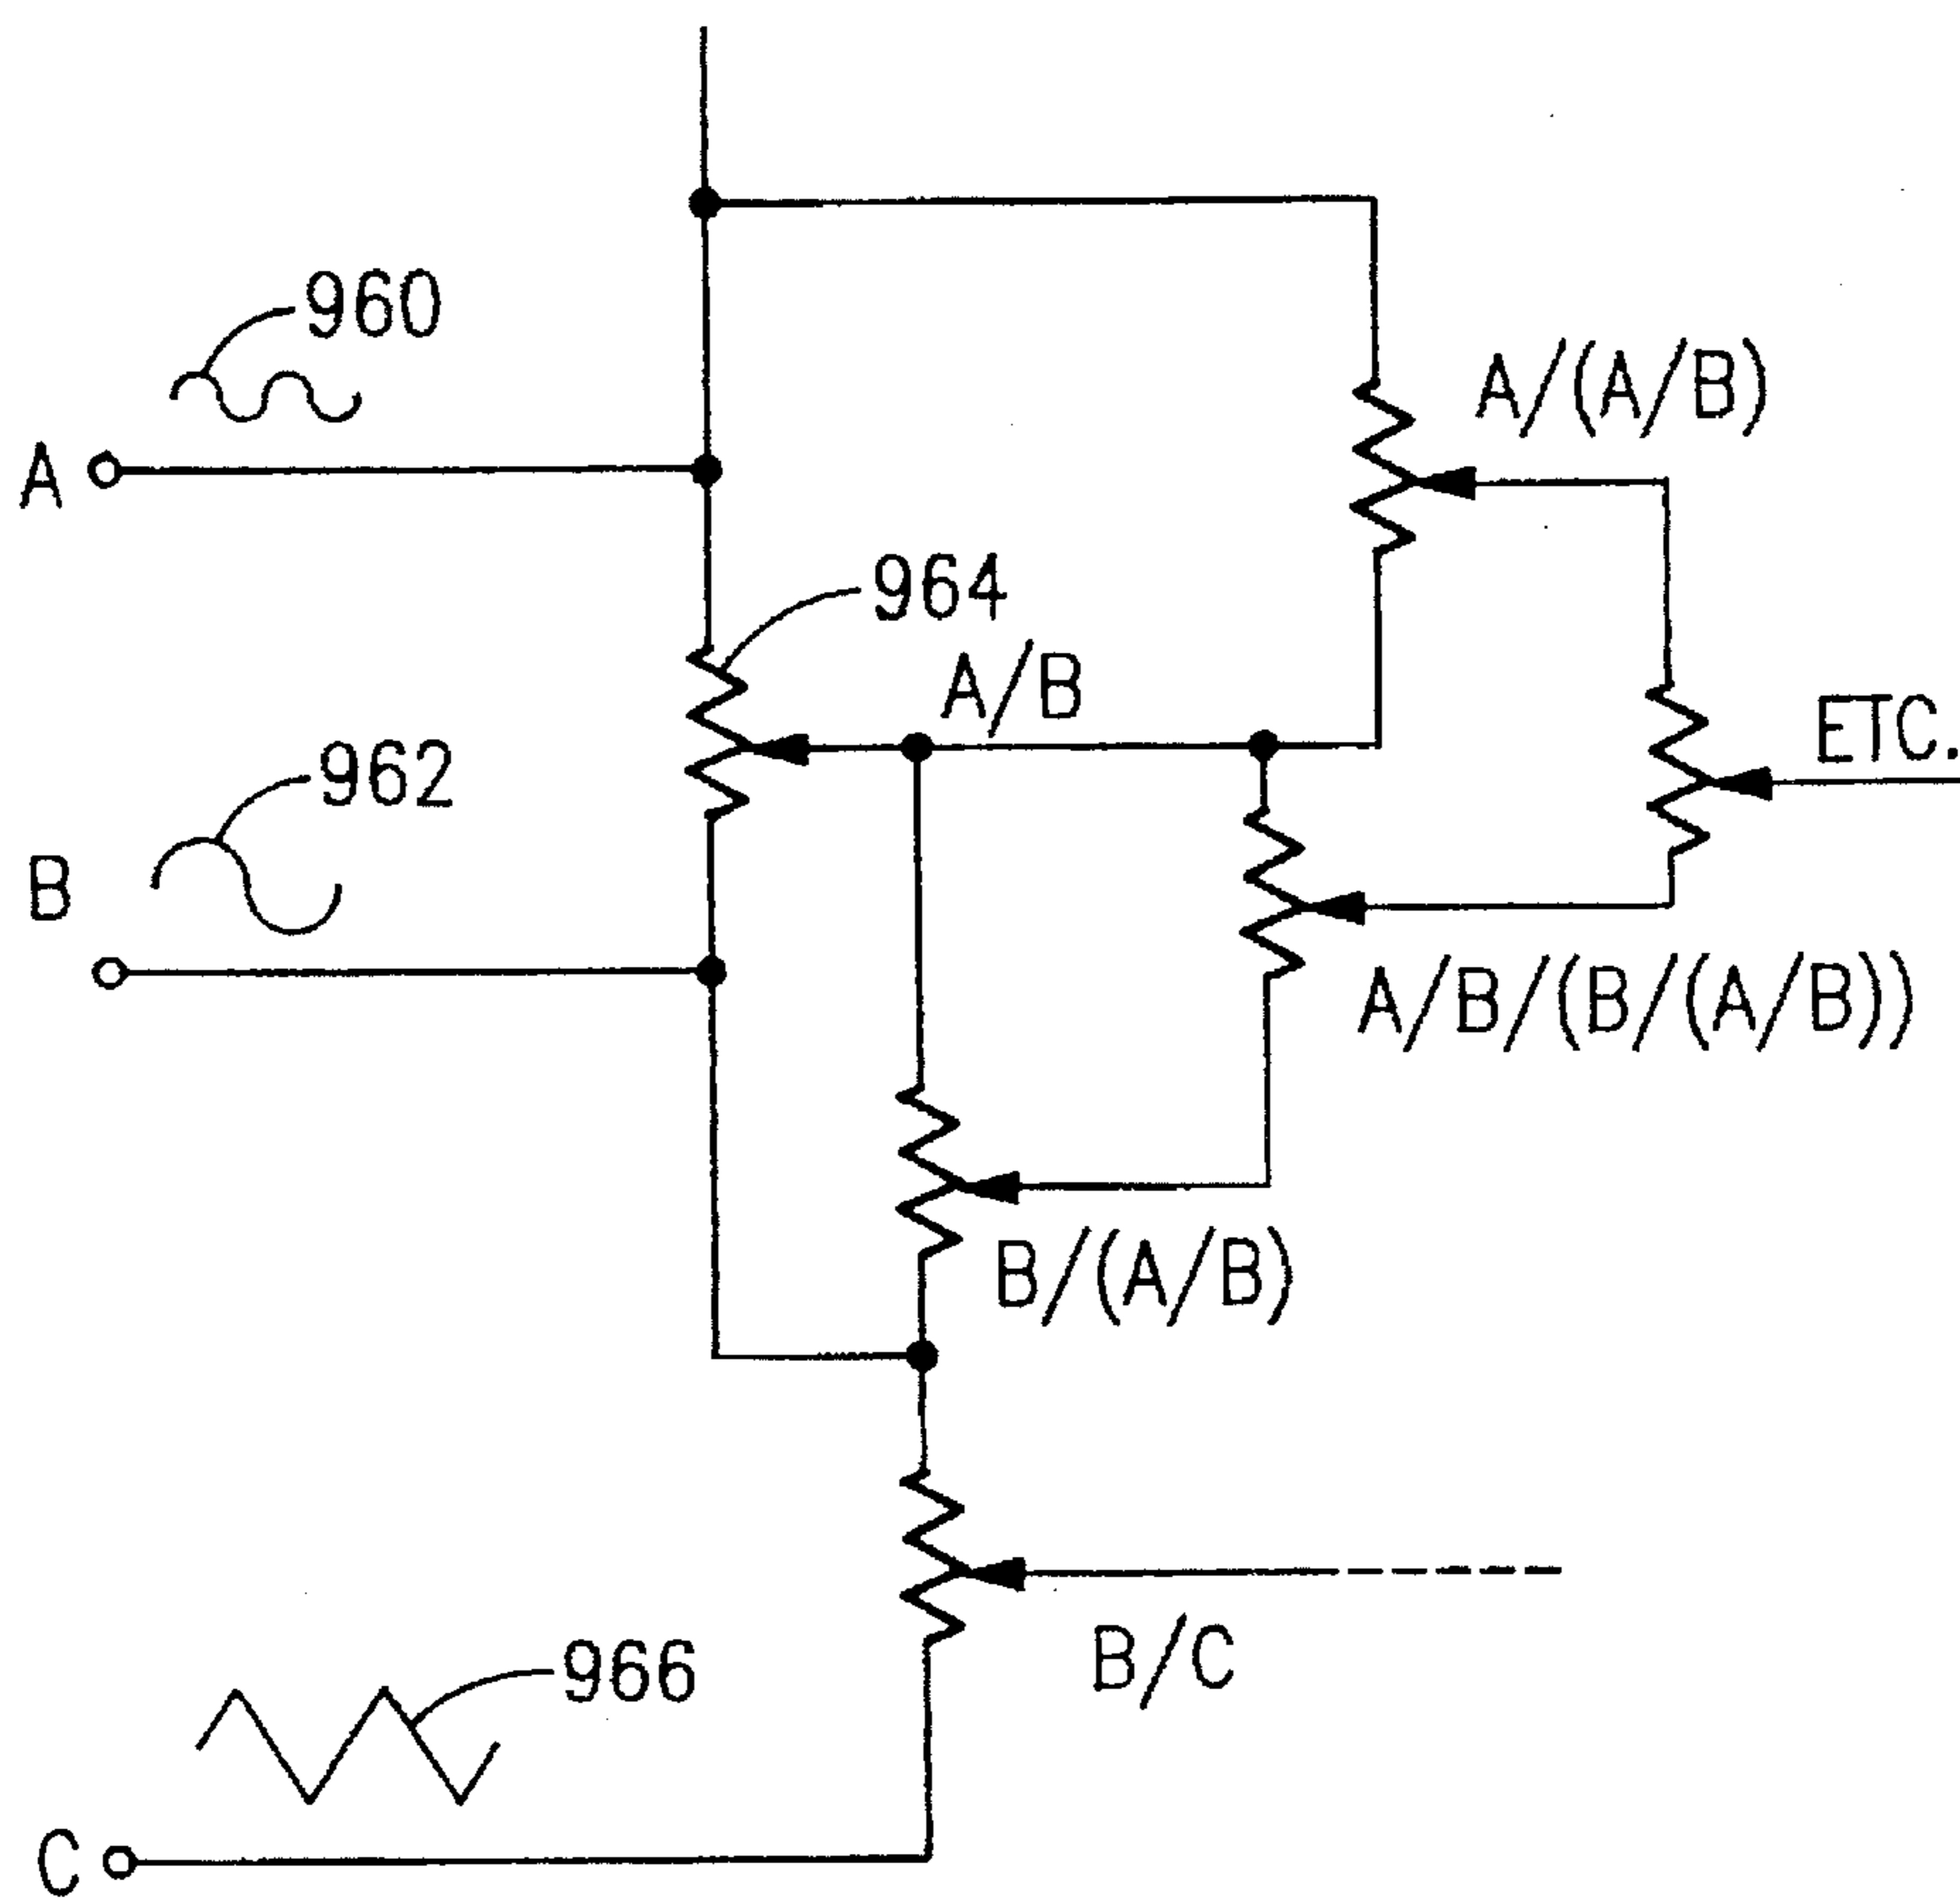 960
A/(A/B)
A
964
A/B
ETC.
962
B
A/B/(B/(A/B))
B/(A/B)
B/C
966
C